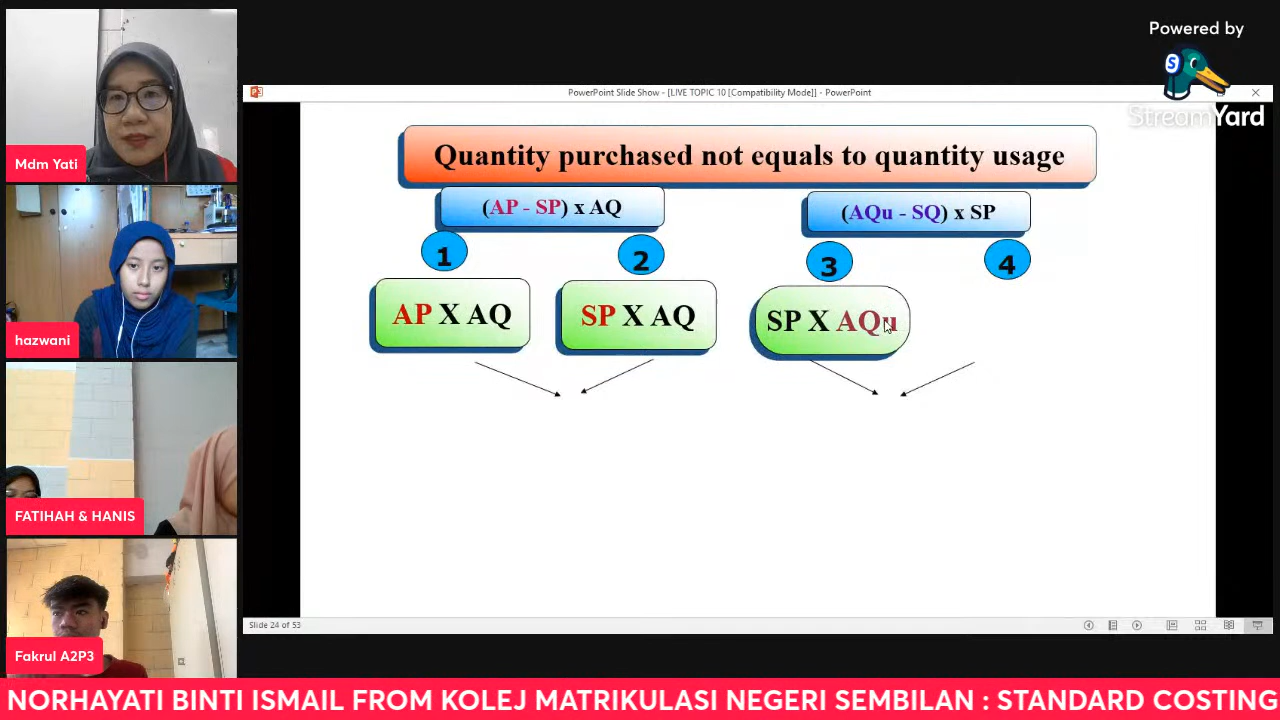 Mdm Yati
hazwani
FATIHAH & HANIS
Fakrul A2P3
Powered by
S
StreamYard
PowerPoint Slide Show - [LIVE TOPIC 10 [Compatibility Mode]] - PowerPoint
Quantity purchased not equals to quantity usage
(AP - SP) x AQ
(AQu - SQ) x SP
1
2
3
4
AP X AQ
SP X AQ
SP X AQu
Slide 24 of 53
NORHAYATI BINTI ISMAIL FROM KOLEJ MATRIKULASI NEGERI SEMBILAN : STANDARD COSTING